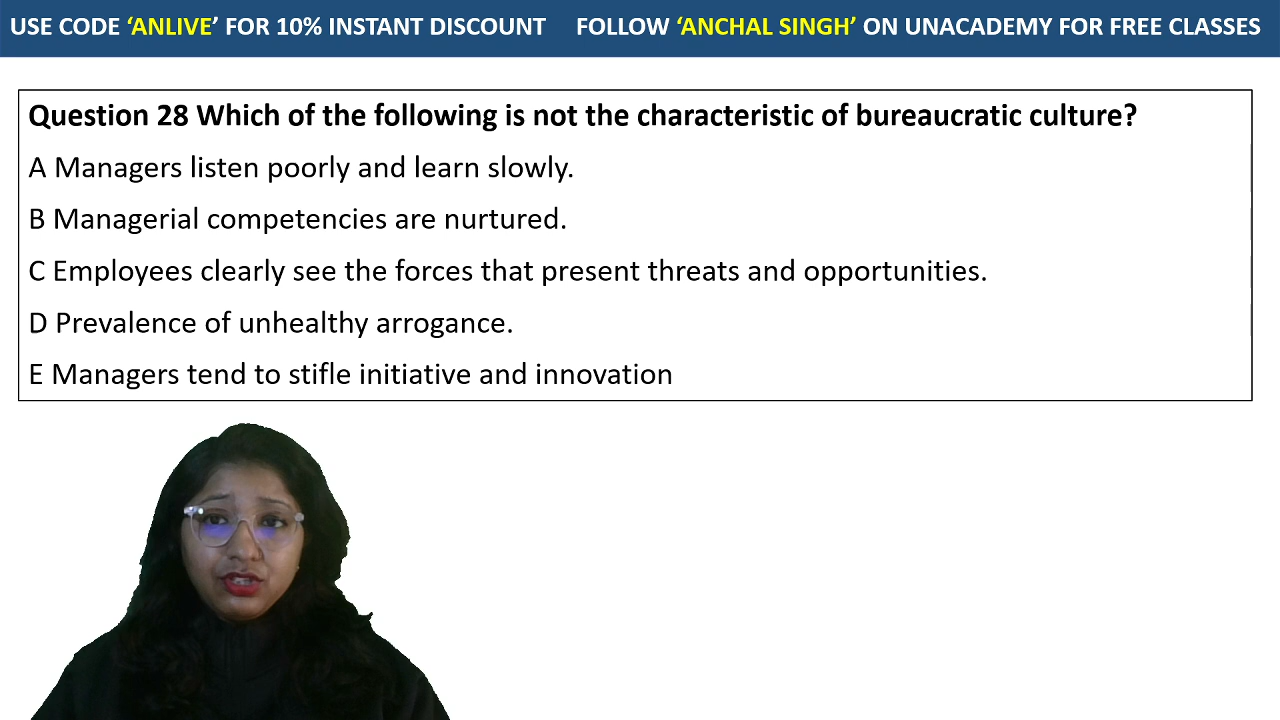 USE CODE ‘ANLIVE’ FOR 10% INSTANT DISCOUNT FOLLOW ‘ANCHAL SINGH’ ON UNACADEMY FOR FREE CLASSES
Question 28 Which of the following is not the characteristic of bureaucratic culture?
A Managers listen poorly and learn slowly.
B Managerial competencies are nurtured.
C Employees clearly see the forces that present threats and opportunities.
D Prevalence of unhealthy arrogance.
E Managers tend to stifle initiative and innovation